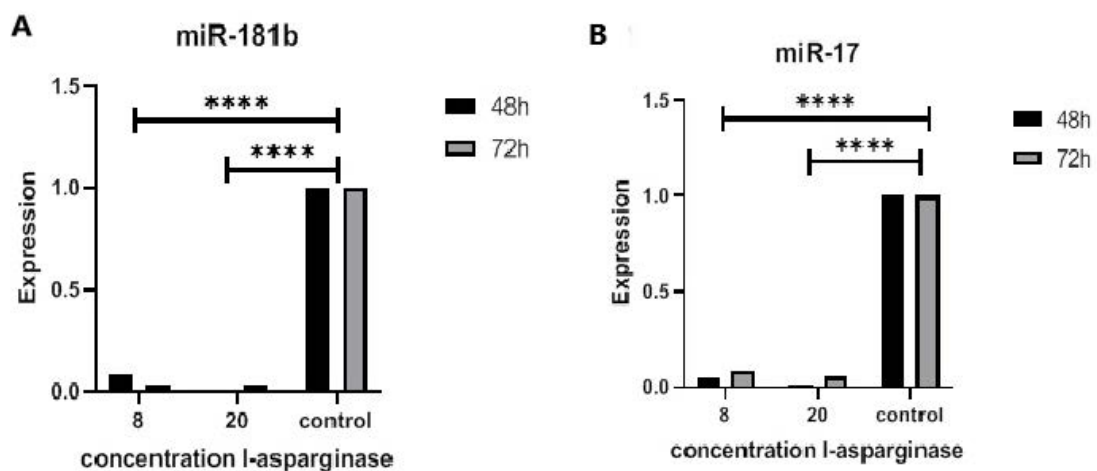 A
miR-181b
1.5
1.0
0.5
0.0
Expression
****
****
48h
72h
8 20 control
concentration l-asparginase
B
miR-17
1.5
1.0
0.5
0.0
Expression
****
****
48h
72h
8 20 control
concentration l-asparginase